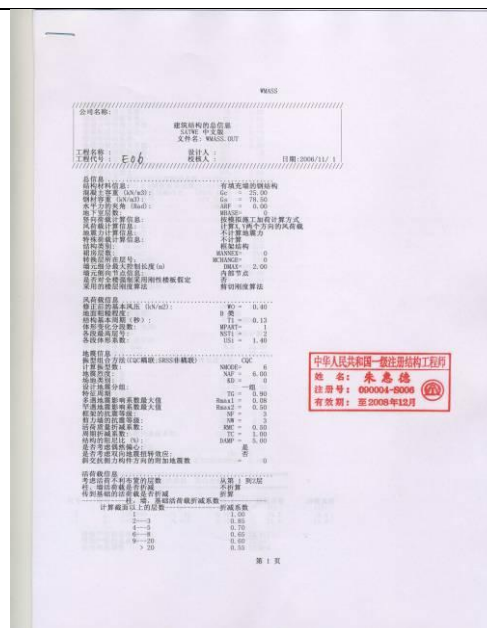 WMASS
公司名称:
建筑结构的总信息
SATWE 中文版
文件名: WMASS.OUT
工程名称 : 设计人 :
工程代号 : E06 校核人 : 日期:2006/11/ 1
总信息
结构材料信息: 有填充墙的钢结构
混凝土容重 (kN/m3): Gc = 25.00
钢材容重 (kN/m3): Gs = 78.50
水平力的夹角 (Rad): ARF = 0.00
地下室层数: MBASE= 0
竖向荷载计算信息: 按模拟施工加荷计算方式
风荷载计算信息: 计算X,Y两个方向的风荷载
地震力计算信息: 不计算地震力
特殊荷载计算信息: 不计算
结构类别: 框架结构
裙房层数: MANNEX= 0
转换层所在层号: MCHANGE= 0
墙元细分最大控制长度(m) DMAX= 2.00
墙元侧向节点信息: 内部节点
是否对全楼强制采用刚性楼板假定 否
采用的楼层刚度算法 剪切刚度算法
风荷载信息
修正后的基本风压 (kN/m2): WO = 0.40
地面粗糙程度: B 类
结构基本周期 (秒): T1 = 0.13
体形变化分段数: MPART= 1
各段最高层号: NSTi = 2
各段体形系数: USi = 1.40
地震信息
振型组合方法(CQC耦联;SRSS非耦联) CQC
计算振型数: NMODE= 6
地震烈度: NAF = 6.00
场地类别: KD = 0
设计地震分组: 一组
特征周期 TG = 0.90
多遇地震影响系数最大值 Rmax1 = 0.08
罕遇地震影响系数最大值 Rmax2 = 0.50
框架的抗震等级: NF = 3
剪力墙的抗震等级: NW = 3
活荷质量折减系数: RMC = 0.50
周期折减系数: TC = 1.00
结构的阻尼比 (%): DAMP = 5.00
是否考虑偶然偏心: 是
是否考虑双向地震扭转效应: 否
斜交抗侧力构件方向的附加地震数 = 0
中华人民共和国一级注册结构工程师
姓 名: 朱惠德
注册号: 090004-S006
有效期: 至2008年12月
活荷载信息
考虑活荷不利布置的层数 从第 1 到2层
柱、墙活荷载是否折减 不折算
传到基础的活荷载是否折减 折算
柱,墙,基础活荷载折减系数
计算截面以上的层数 折减系数
1 1.00
2---3 0.85
4---5 0.70
6---8 0.65
9---20 0.60
> 20 0.55
第 1 页